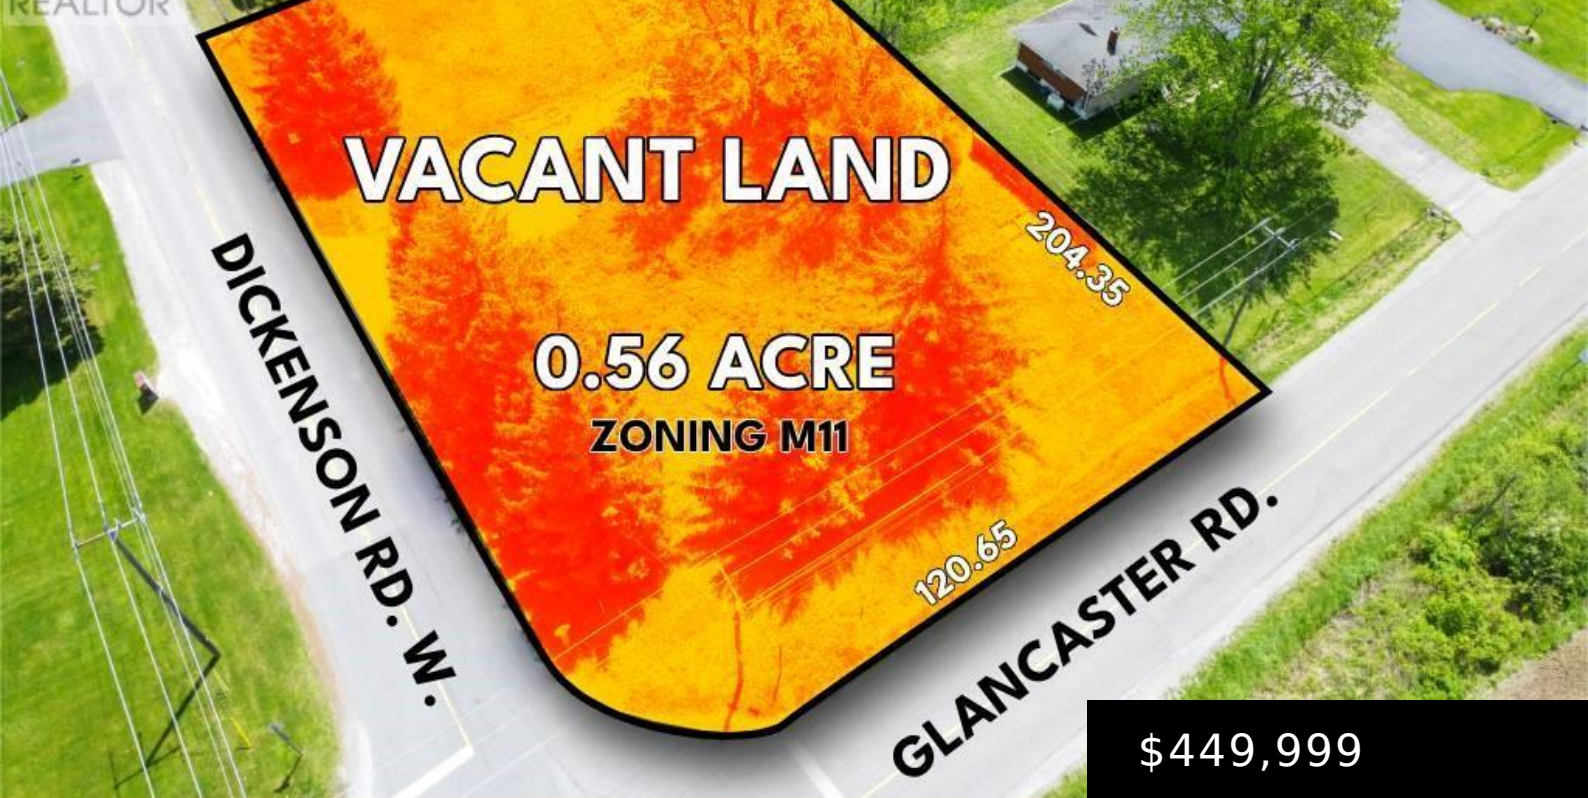 REALTOR
VACANT LAND
204.35
DICKENSON RD. W.
0.56 ACRE
ZONING M11
120.65
GLANCASTER RD.
$449,999